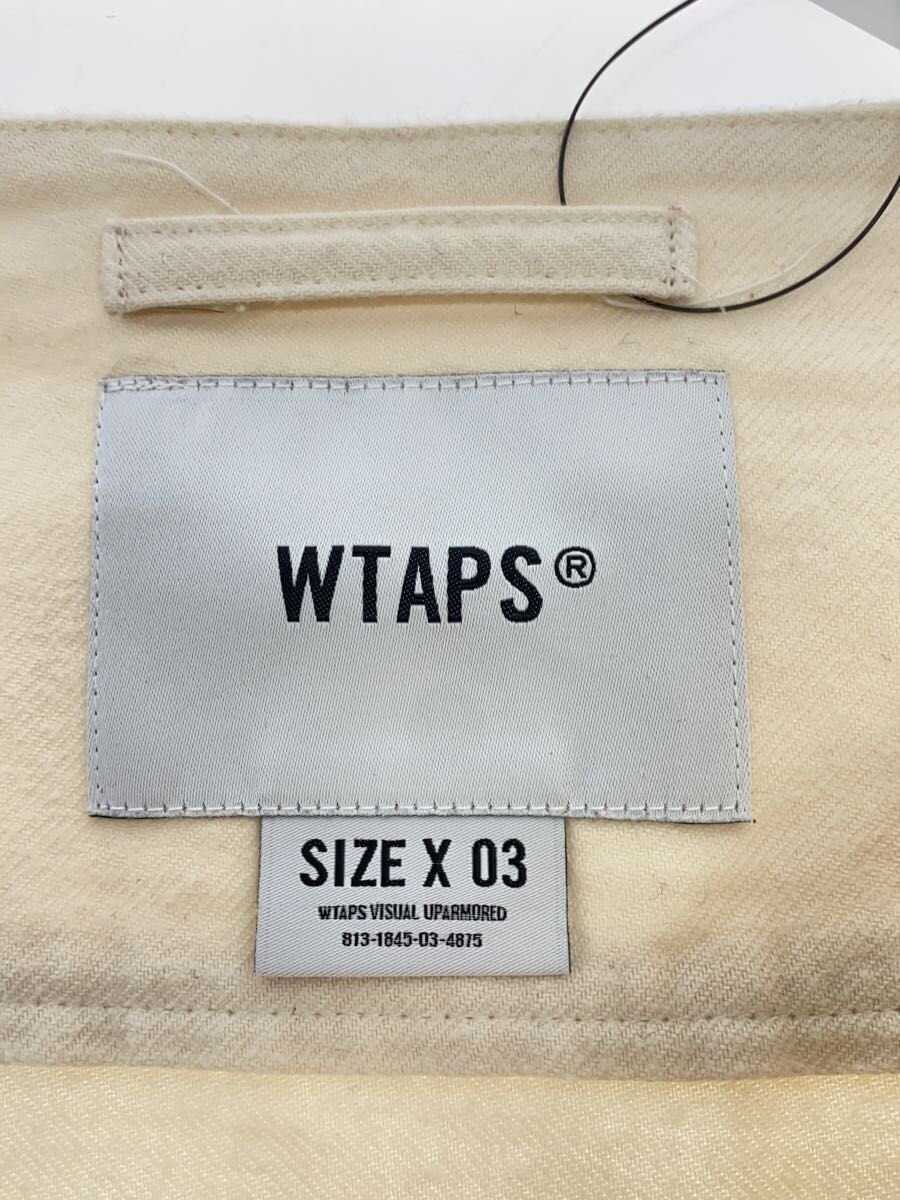 WTAPS®
SIZE X 03
WTAPS VISUAL UPARMORED
813-1845-03-4875